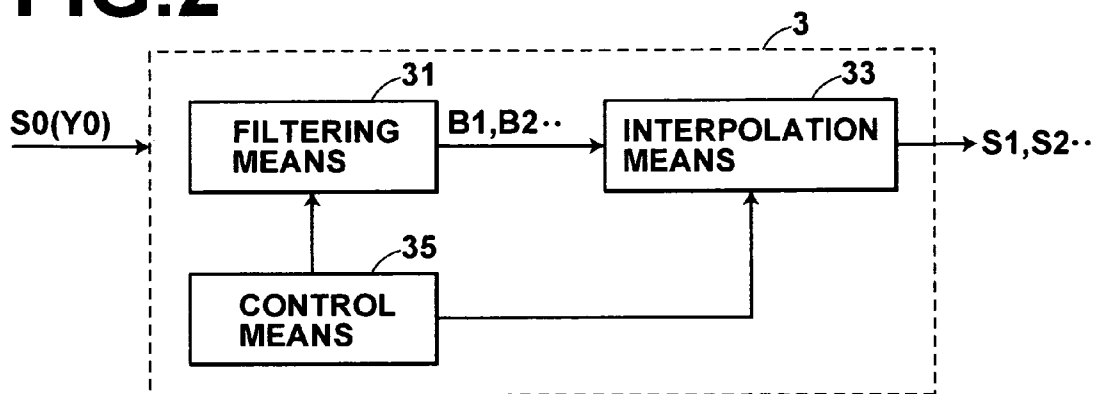 FIG.2
3
31
33
S0(Y0)
FILTERING
MEANS
B1,B2··
INTERPOLATION
MEANS
S1,S2··
35
CONTROL
MEANS